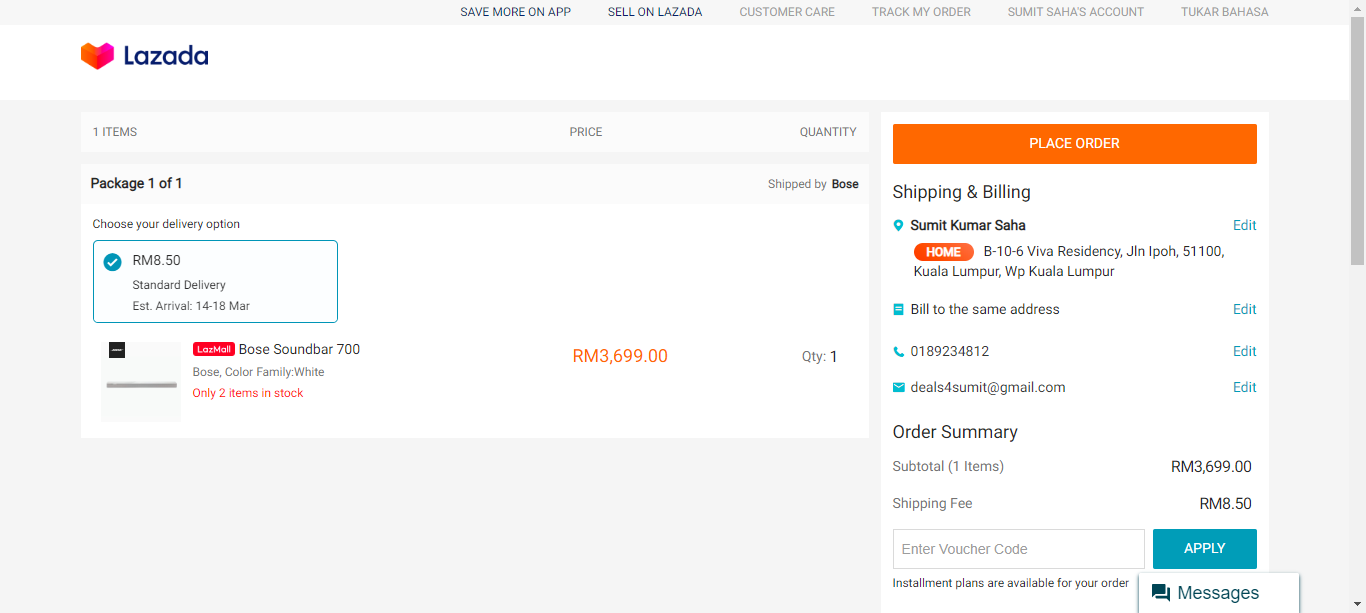 SAVE MORE ON APP SELL ON LAZADA CUSTOMER CARE TRACK MY ORDER SUMIT SAHA'S ACCOUNT TUKAR BAHASA
Lazada
1 ITEMS PRICE QUANTITY
Package 1 of 1 Shipped by Bose
Choose your delivery option
RM8.50
Standard Delivery
Est. Arrival: 14-18 Mar
LazMall Bose Soundbar 700 RM3,699.00 Qty: 1
Bose, Color Family:White
Only 2 items in stock
PLACE ORDER
Shipping & Billing
Sumit Kumar Saha Edit
HOME B-10-6 Viva Residency, Jln Ipoh, 51100,
Kuala Lumpur, Wp Kuala Lumpur
Bill to the same address Edit
0189234812 Edit
deals4sumit@gmail.com Edit
Order Summary
Subtotal (1 Items) RM3,699.00
Shipping Fee RM8.50
Enter Voucher Code APPLY
Installment plans are available for your order
Messages